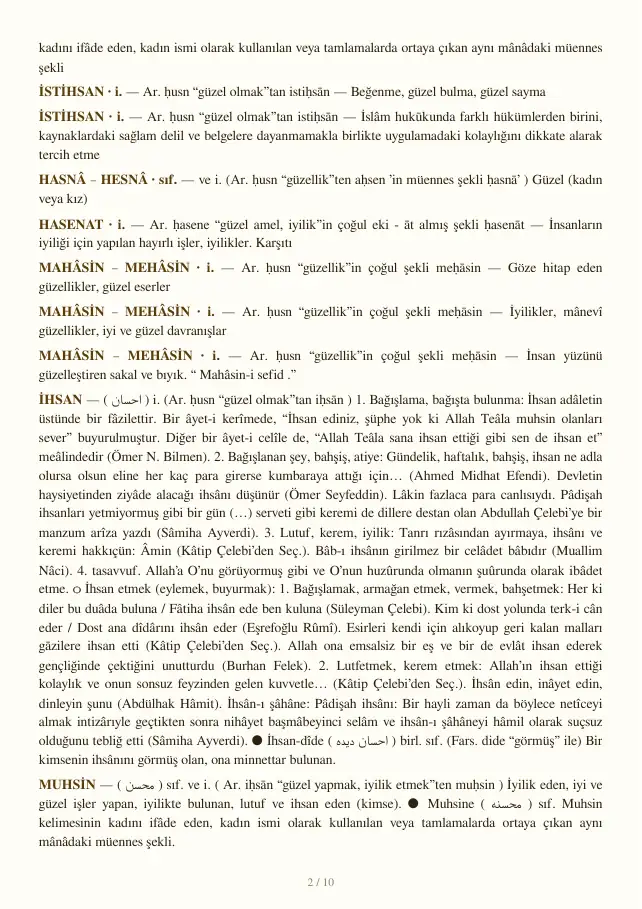 kadını ifâde eden, kadın ismi olarak kullanılan veya tamlamalarda ortaya çıkan aynı mânâdaki müennes
şekli
İSTİHSAN · i. — Ar. ḥusn “güzel olmak”tan istiḥsān — Beğenme, güzel bulma, güzel sayma
İSTİHSAN · i. — Ar. ḥusn “güzel olmak”tan istiḥsān — İslâm hukūkunda farklı hükümlerden birini,
kaynaklardaki sağlam delil ve belgelere dayanmamakla birlikte uygulamadaki kolaylığını dikkate alarak
tercih etme
HASNÂ – HESNÂ · sıf. — ve i. (Ar. ḥusn “güzellik”ten aḥsen ’in müennes şekli ḥasnā’ ) Güzel (kadın
veya kız)
HASENAT · i. — Ar. ḥasene “güzel amel, iyilik”in çoğul eki - āt almış şekli ḥasenāt — İnsanların
iyiliği için yapılan hayırlı işler, iyilikler. Karşıtı
MAHÂSİN – MEHÂSİN · i. — Ar. ḥusn “güzellik”in çoğul şekli meḥāsin — Göze hitap eden
güzellikler, güzel eserler
MAHÂSİN – MEHÂSİN · i. — Ar. ḥusn “güzellik”in çoğul şekli meḥāsin — İyilikler, mânevî
güzellikler, iyi ve güzel davranışlar
MAHÂSİN – MEHÂSİN · i. — Ar. ḥusn “güzellik”in çoğul şekli meḥāsin — İnsan yüzünü
güzelleştiren sakal ve bıyık. “ Mahâsin-i sefid .”
İHSAN — ( احسان ) i. (Ar. ḥusn “güzel olmak”tan iḥsān ) 1. Bağışlama, bağışta bulunma: İhsan adâletin
üstünde bir fâzilettir. Bir âyet-i kerîmede, “İhsan ediniz, şüphe yok ki Allah Teâla muhsin olanları
sever” buyurulmuştur. Diğer bir âyet-i celîle de, “Allah Teâla sana ihsan ettiği gibi sen de ihsan et”
meâlindedir (Ömer N. Bilmen). 2. Bağışlanan şey, bahşiş, atiye: Gündelik, haftalık, bahşiş, ihsan ne adla
olursa olsun eline her kaç para girerse kumbaraya attığı için… (Ahmed Midhat Efendi). Devletin
haysiyetinden ziyâde alacağı ihsânı düşünür (Ömer Seyfeddin). Lâkin fazlaca para canlısıydı. Pâdişah
ihsanları yetmiyormuş gibi bir gün (…) serveti gibi keremi de dillere destan olan Abdullah Çelebi’ye bir
manzum arîza yazdı (Sâmiha Ayverdi). 3. Lutuf, kerem, iyilik: Tanrı rızâsından ayırmaya, ihsânı ve
keremi hakkıçün: Âmin (Kâtip Çelebi’den Seç.). Bâb-ı ihsânın girilmez bir celâdet bâbıdır (Muallim
Nâci). 4. tasavvuf. Allah’a O’nu görüyormuş gibi ve O’nun huzûrunda olmanın şuûrunda olarak ibâdet
etme. ο İhsan etmek (eylemek, buyurmak): 1. Bağışlamak, armağan etmek, vermek, bahşetmek: Her ki
diler bu duâda buluna / Fâtiha ihsân ede ben kuluna (Süleyman Çelebi). Kim ki dost yolunda terk-i cân
eder / Dost ana dîdârını ihsân eder (Eşrefoğlu Rûmî). Esirleri kendi için alıkoyup geri kalan malları
gāzilere ihsan etti (Kâtip Çelebi’den Seç.). Allah ona emsalsiz bir eş ve bir de evlât ihsan ederek
gençliğinde çektiğini unutturdu (Burhan Felek). 2. Lutfetmek, kerem etmek: Allah’ın ihsan ettiği
kolaylık ve onun sonsuz feyzinden gelen kuvvetle… (Kâtip Çelebi’den Seç.). İhsân edin, inâyet edin,
dinleyin şunu (Abdülhak Hâmit). İhsân-ı şâhâne: Pâdişah ihsânı: Bir hayli zaman da böylece netîceyi
almak intizârıyle geçtikten sonra nihâyet başmâbeyinci selâm ve ihsân-ı şâhâneyi hâmil olarak suçsuz
olduğunu tebliğ etti (Sâmiha Ayverdi). ● İhsan-dîde ( احسان ديده ) birl. sıf. (Fars. dide “görmüş” ile) Bir
kimsenin ihsânını görmüş olan, ona minnettar bulunan.
MUHSİN — ( محسن ) sıf. ve i. ( Ar. iḥsān “güzel yapmak, iyilik etmek”ten muḥsin ) İyilik eden, iyi ve
güzel işler yapan, iyilikte bulunan, lutuf ve ihsan eden (kimse). ● Muhsine ( محسنه ) sıf. Muhsin
kelimesinin kadını ifâde eden, kadın ismi olarak kullanılan veya tamlamalarda ortaya çıkan aynı
mânâdaki müennes şekli.
2 / 10